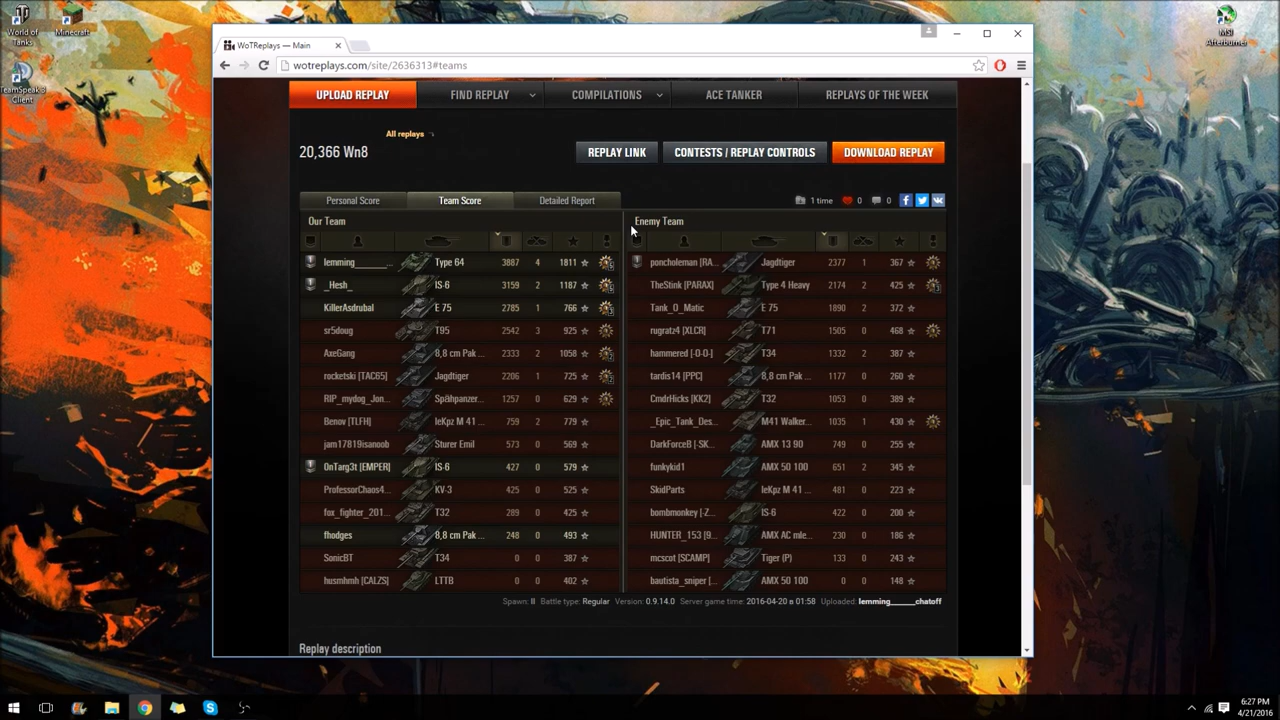 World of Tanks
Minecraft
MSI Afterburner
TeamSpeak 3 Client
WoTReplays — Main
wotreplays.com/site/2636313#teams
UPLOAD REPLAY FIND REPLAY COMPILATIONS ACE TANKER REPLAYS OF THE WEEK
All replays
20,366 Wn8
REPLAY LINK CONTESTS / REPLAY CONTROLS DOWNLOAD REPLAY
Personal Score Team Score Detailed Report 1 time 0 0
Our Team Enemy Team
lemming______... Type 64 3887 4 1811 poncholeman [RA... Jagdtiger 2377 1 367
_Hesh_ IS-6 3159 2 1187 TheStink [PARAX] Type 4 Heavy 2174 2 425
KillerAsdrubal E 75 2785 1 766 Tank_O_Matic E 75 1890 2 372
sr5doug T95 2542 3 925 rugratz4 [XLCR] T71 1505 0 468
AxeGang 8,8 cm Pak ... 2333 2 1058 hammered [-O-O-] T34 1332 2 387
rocketski [TAC65] Jagdtiger 2206 1 725 tardis14 [PPC] 8,8 cm Pak ... 1177 0 260
RIP_mydog_Jon... Spähpanzer... 1257 0 629 CmdrHicks [KK2] T32 1053 0 389
Benov [TLFH] leKpz M 41 ... 759 2 779 _Epic_Tank_Des... M41 Walker... 1035 1 430
jam17819isanoob Sturer Emil 573 0 569 DarkForceB [-SK... AMX 13 90 749 0 255
OnTarg3t [EMPER] IS-6 427 0 579 funkykid1 AMX 50 100 651 2 345
ProfessorChaos4... KV-3 425 0 525 SkidParts leKpz M 41 ... 481 0 223
fox_fighter_201... T32 289 0 425 bombmonkey [-Z... IS-6 422 0 200
fhodges 8,8 cm Pak ... 248 0 493 HUNTER_153 [9... AMX AC mle... 230 0 186
SonicBT T34 0 0 387 mcscot [SCAMP] Tiger (P) 133 0 243
husmhmh [CALZS] LTTB 0 0 402 bautista_sniper [... AMX 50 100 0 0 148
Spawn: II Battle type: Regular Version: 0.9.14.0 Server game time: 2016-04-20 в 01:58 Uploaded: lemming______chatoff
Replay description
6:27 PM
4/21/2016